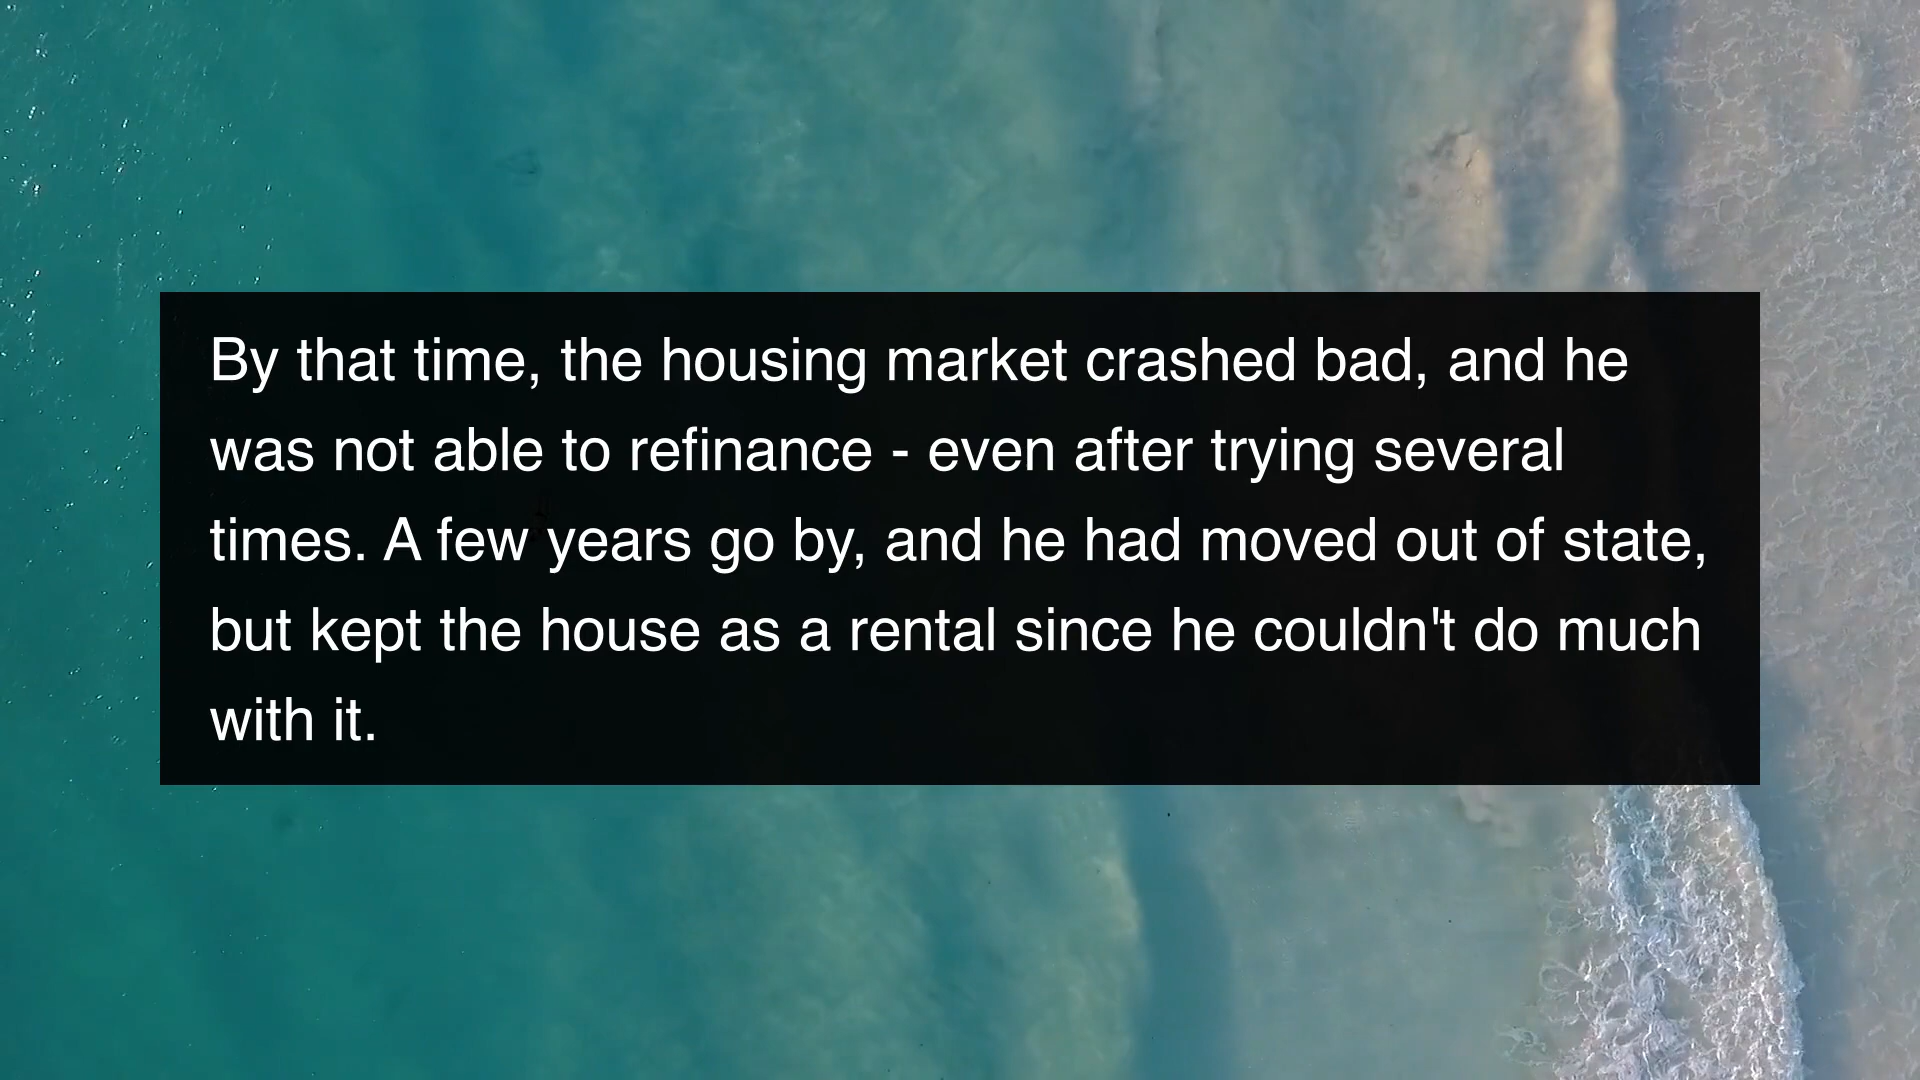 By that time, the housing market crashed bad, and he
was not able to refinance - even after trying several
times. A few years go by, and he had moved out of state,
but kept the house as a rental since he couldn't do much
with it.